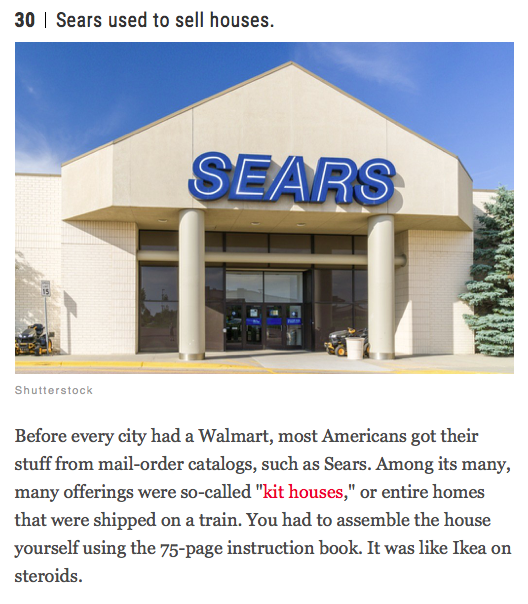 30 | Sears used to sell houses.
SEARS
15
Shutterstock
Before every city had a Walmart, most Americans got their
stuff from mail-order catalogs, such as Sears. Among its many,
many offerings were so-called "kit houses," or entire homes
that were shipped on a train. You had to assemble the house
yourself using the 75-page instruction book. It was like Ikea on
steroids.